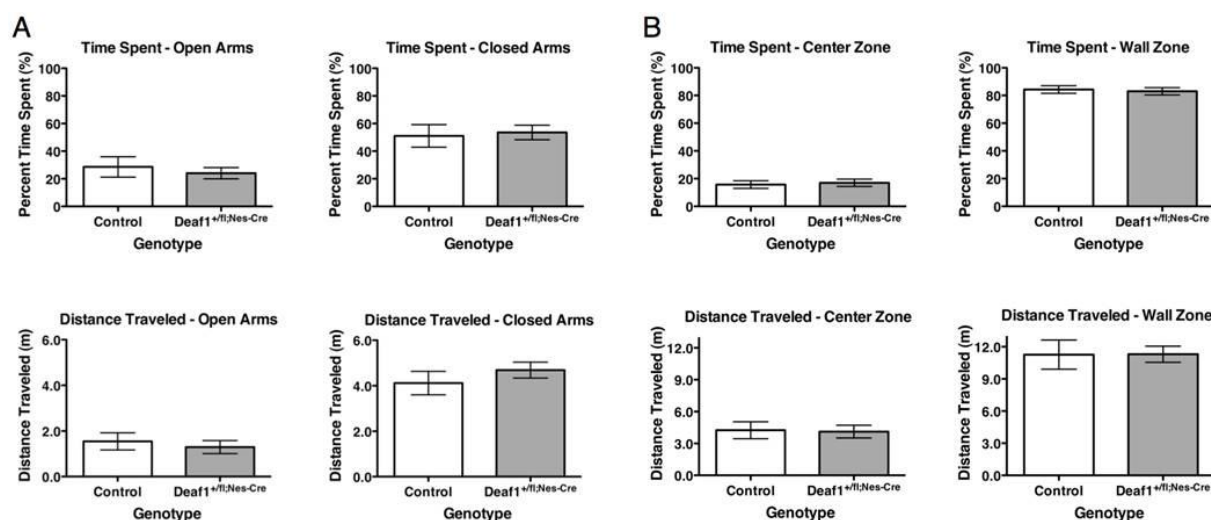 A
Time Spent - Open Arms
Percent Time Spent (%)
100
80
60
40
20
0
Control
Deaf1+/fl;Nes-Cre
Genotype
Time Spent - Closed Arms
Percent Time Spent (%)
100
80
60
40
20
0
Control
Deaf1+/fl;Nes-Cre
Genotype
Distance Traveled - Open Arms
Distance Traveled (m)
6.0
4.0
2.0
0.0
Control
Deaf1+/fl;Nes-Cre
Genotype
Distance Traveled - Closed Arms
Distance Traveled (m)
6.0
4.0
2.0
0.0
Control
Deaf1+/fl;Nes-Cre
Genotype
B
Time Spent - Center Zone
Percent Time Spent (%)
100
80
60
40
20
0
Control
Deaf1+/fl;Nes-Cre
Genotype
Time Spent - Wall Zone
Percent Time Spent (%)
100
80
60
40
20
0
Control
Deaf1+/fl;Nes-Cre
Genotype
Distance Traveled - Center Zone
Distance Traveled (m)
12.0
9.0
6.0
3.0
0.0
Control
Deaf1+/fl;Nes-Cre
Genotype
Distance Traveled - Wall Zone
Distance Traveled (m)
12.0
9.0
6.0
3.0
0.0
Control
Deaf1+/fl;Nes-Cre
Genotype